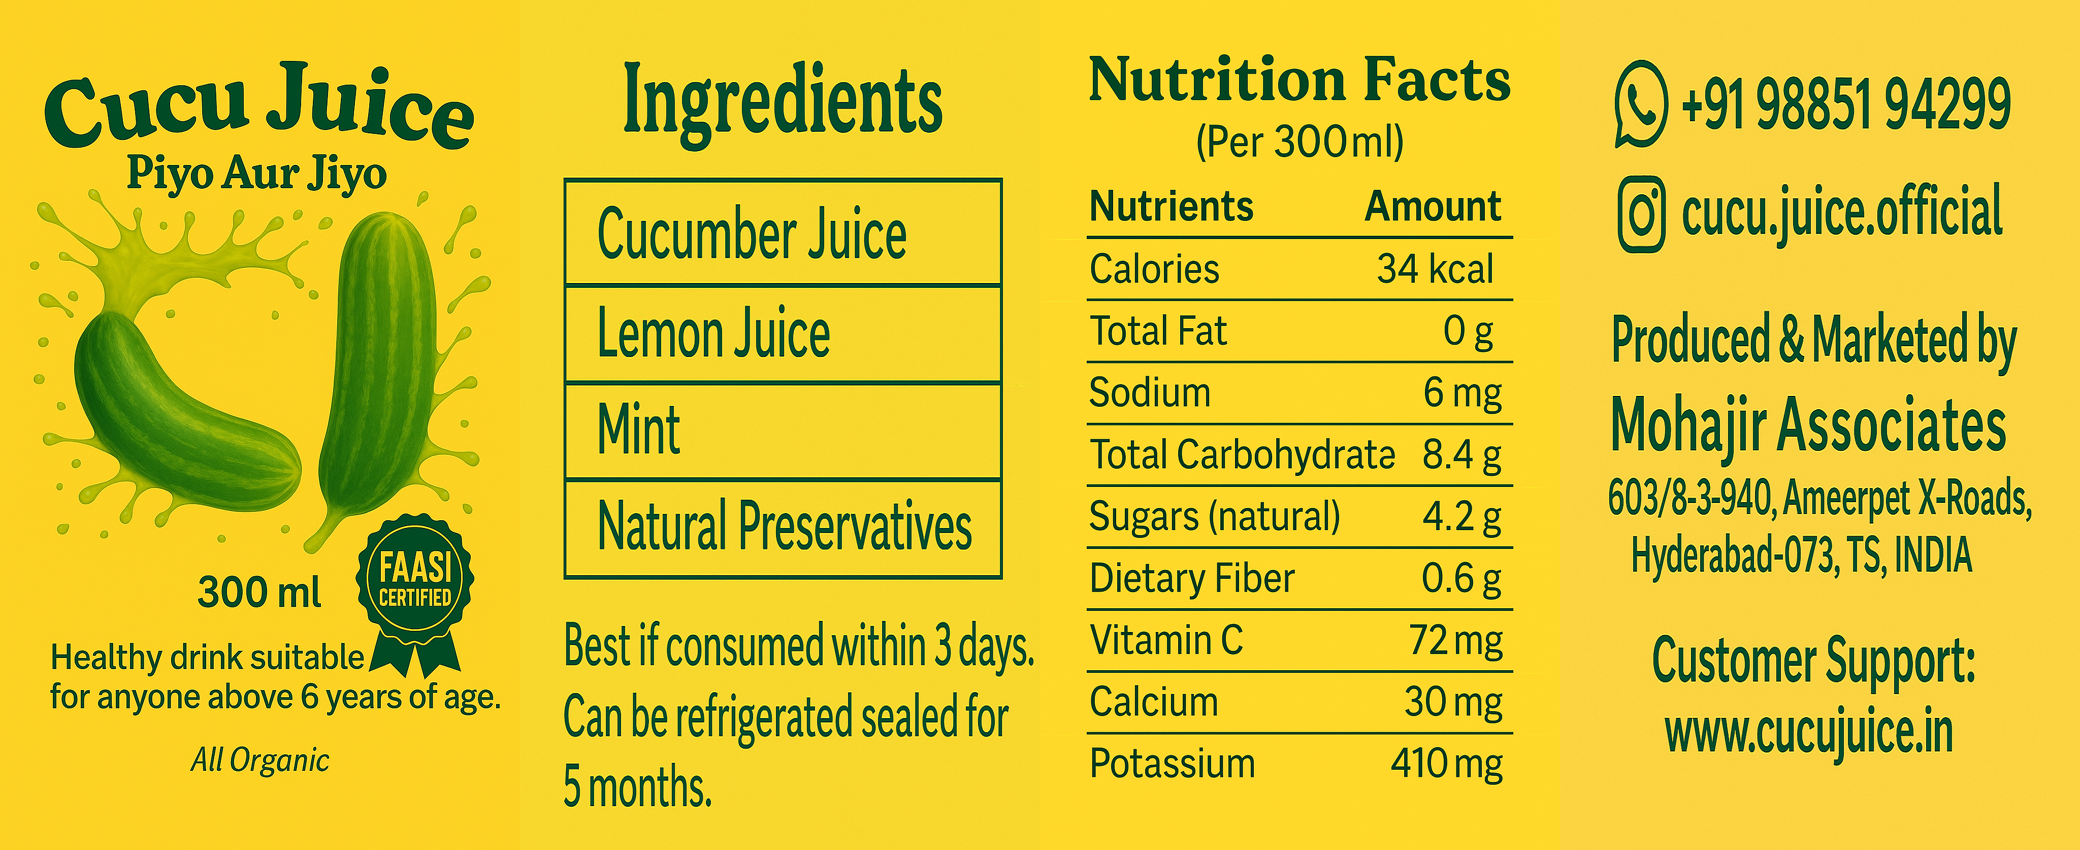 Cucu Juice
Piyo Aur Jiyo
300 ml
FAASI
CERTIFIED
Healthy drink suitable
for anyone above 6 years of age.
All Organic
Ingredients
Cucumber Juice
Lemon Juice
Mint
Natural Preservatives
Best if consumed within 3 days.
Can be refrigerated sealed for
5 months.
Nutrition Facts
(Per 300 ml)
Nutrients Amount
Calories 34 kcal
Total Fat 0 g
Sodium 6 mg
Total Carbohydrate 8.4 g
Sugars (natural) 4.2 g
Dietary Fiber 0.6 g
Vitamin C 72 mg
Calcium 30 mg
Potassium 410 mg
+91 98851 94299
cucu.juice.official
Produced & Marketed by
Mohajir Associates
603/8-3-940, Ameerpet X-Roads,
Hyderabad-073, TS, INDIA
Customer Support:
www.cucujuice.in